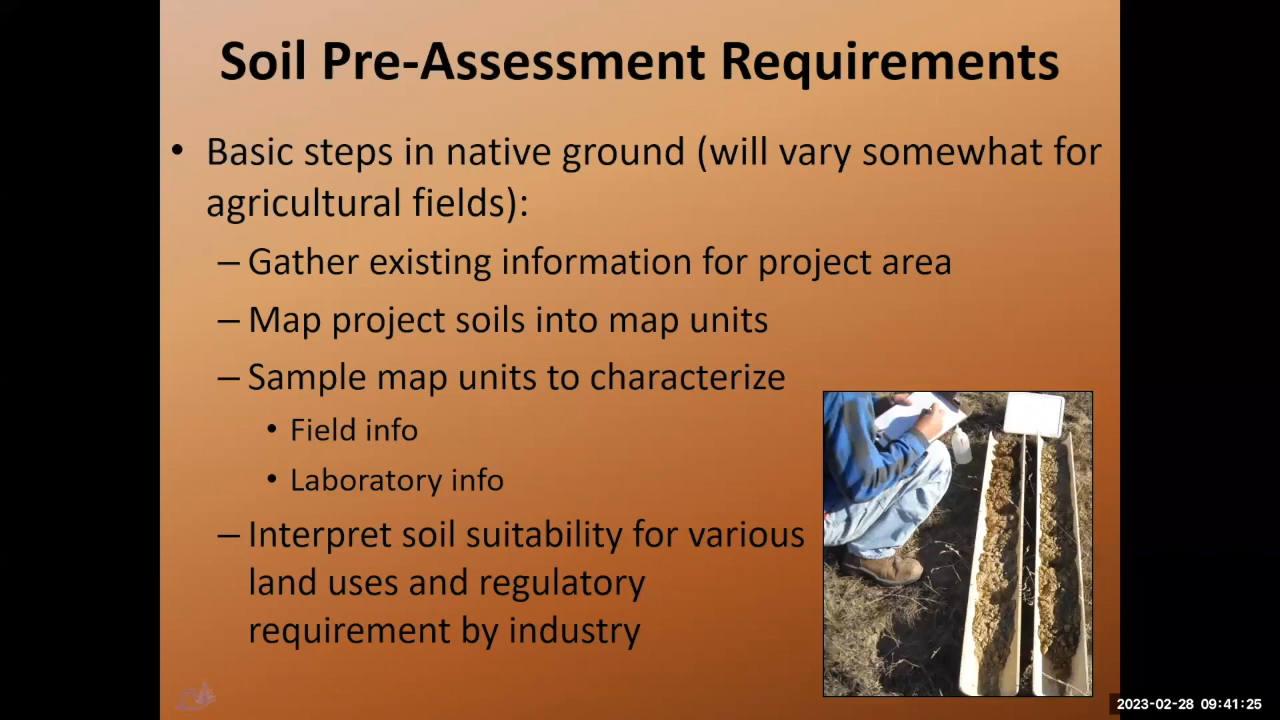 Soil Pre-Assessment Requirements
• Basic steps in native ground (will vary somewhat for
agricultural fields):
– Gather existing information for project area
– Map project soils into map units
– Sample map units to characterize
• Field info
• Laboratory info
– Interpret soil suitability for various
land uses and regulatory
requirement by industry
2023-02-28 09:41:25